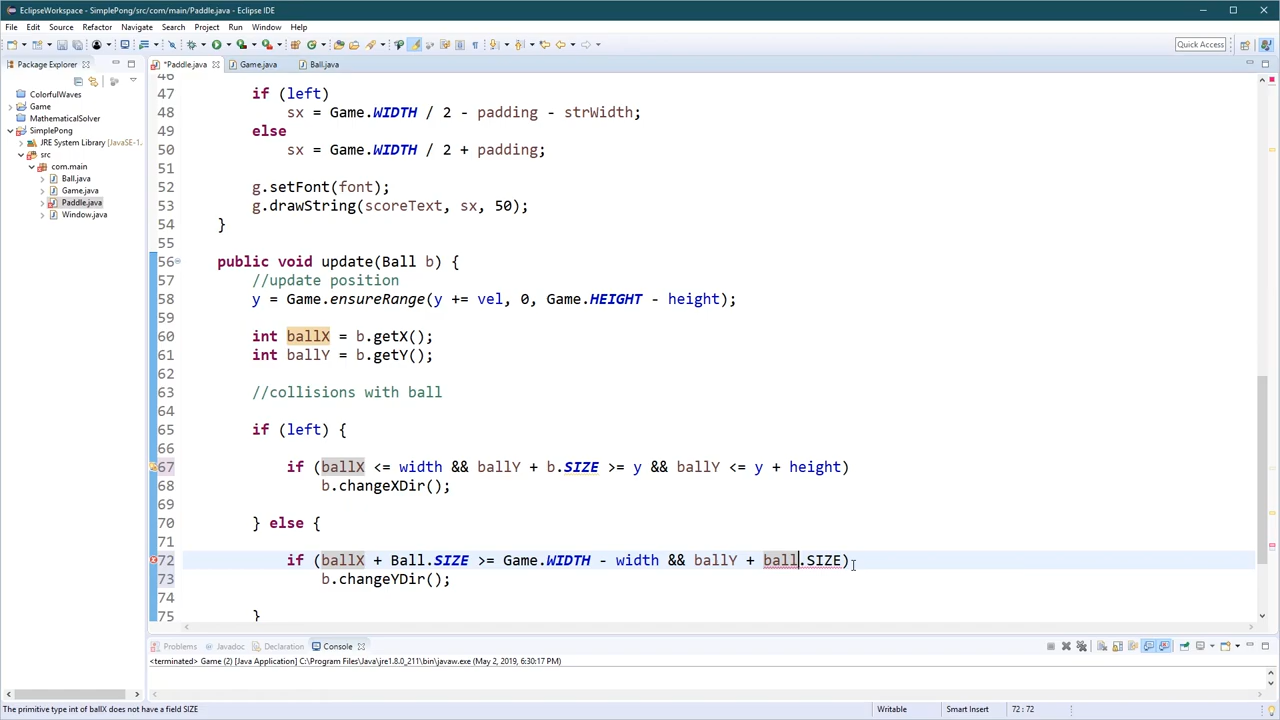 EclipseWorkspace - SimplePong/src/com/main/Paddle.java - Eclipse IDE
File Edit Source Refactor Navigate Search Project Run Window Help
Quick Access
Package Explorer
*Paddle.java Game.java Ball.java
ColorfulWaves
Game
MathematicalSolver
SimplePong
JRE System Library [JavaSE-1.
src
com.main
Ball.java
Game.java
Paddle.java
Window.java
46
47 if (left)
48 sx = Game.WIDTH / 2 - padding - strWidth;
49 else
50 sx = Game.WIDTH / 2 + padding;
51
52 g.setFont(font);
53 g.drawString(scoreText, sx, 50);
54 }
55
56 public void update(Ball b) {
57 //update position
58 y = Game.ensureRange(y += vel, 0, Game.HEIGHT - height);
59
60 int ballX = b.getX();
61 int ballY = b.getY();
62
63 //collisions with ball
64
65 if (left) {
66
67 if (ballX <= width && ballY + b.SIZE >= y && ballY <= y + height)
68 b.changeXDir();
69
70 } else {
71
72 if (ballX + Ball.SIZE >= Game.WIDTH - width && ballY + ball.SIZE)
73 b.changeYDir();
74
75 }
Problems Javadoc Declaration Console
<terminated> Game (2) [Java Application] C:\Program Files\Java\jre1.8.0_211\bin\javaw.exe (May 2, 2019, 6:30:17 PM)
The primitive type int of ballX does not have a field SIZE
Writable Smart Insert 72 : 72